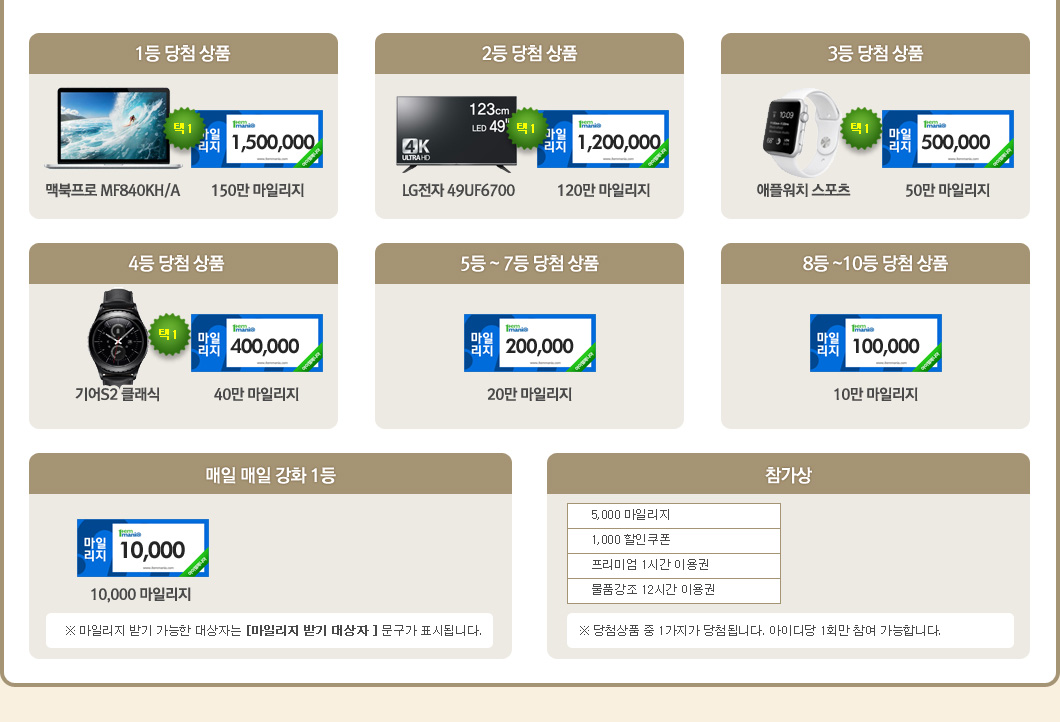 1등 당첨 상품
2등 당첨 상품
3등 당첨 상품
택1
마일리지
1,500,000
맥북프로 MF840KH/A
150만 마일리지
123cm
LED 49"
4K
ULTRA HD
택1
마일리지
1,200,000
LG전자 49UF6700
120만 마일리지
택1
마일리지
500,000
애플워치 스포츠
50만 마일리지
4등 당첨 상품
5등 ~ 7등 당첨 상품
8등 ~10등 당첨 상품
택1
마일리지
400,000
기어S2 클래식
40만 마일리지
마일리지
200,000
20만 마일리지
마일리지
100,000
10만 마일리지
매일 매일 강화 1등
참가상
마일리지
10,000
10,000 마일리지
※ 마일리지 받기 가능한 대상자는 [마일리지 받기 대상자 ] 문구가 표시됩니다.
5,000 마일리지
1,000 할인쿠폰
프리미엄 1시간 이용권
물품강조 12시간 이용권
※ 당첨상품 중 1가지가 당첨됩니다. 아이디당 1회만 참여 가능합니다.